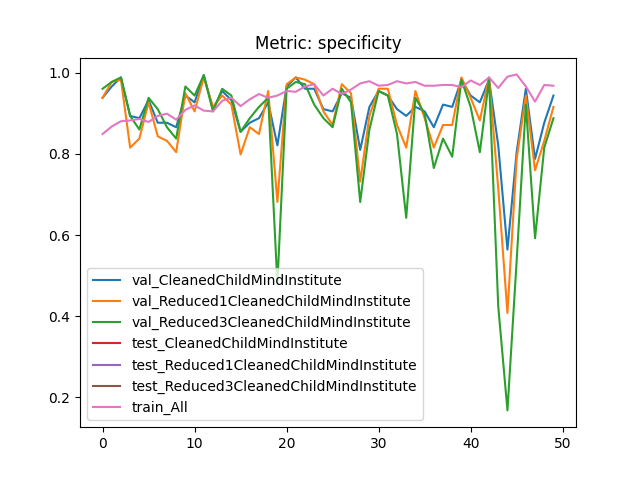 Metric: specificity
1.0
0.8
0.6
0.4
0.2
val_CleanedChildMindInstitute
val_Reduced1CleanedChildMindInstitute
val_Reduced3CleanedChildMindInstitute
test_CleanedChildMindInstitute
test_Reduced1CleanedChildMindInstitute
test_Reduced3CleanedChildMindInstitute
train_All
0 10 20 30 40 50